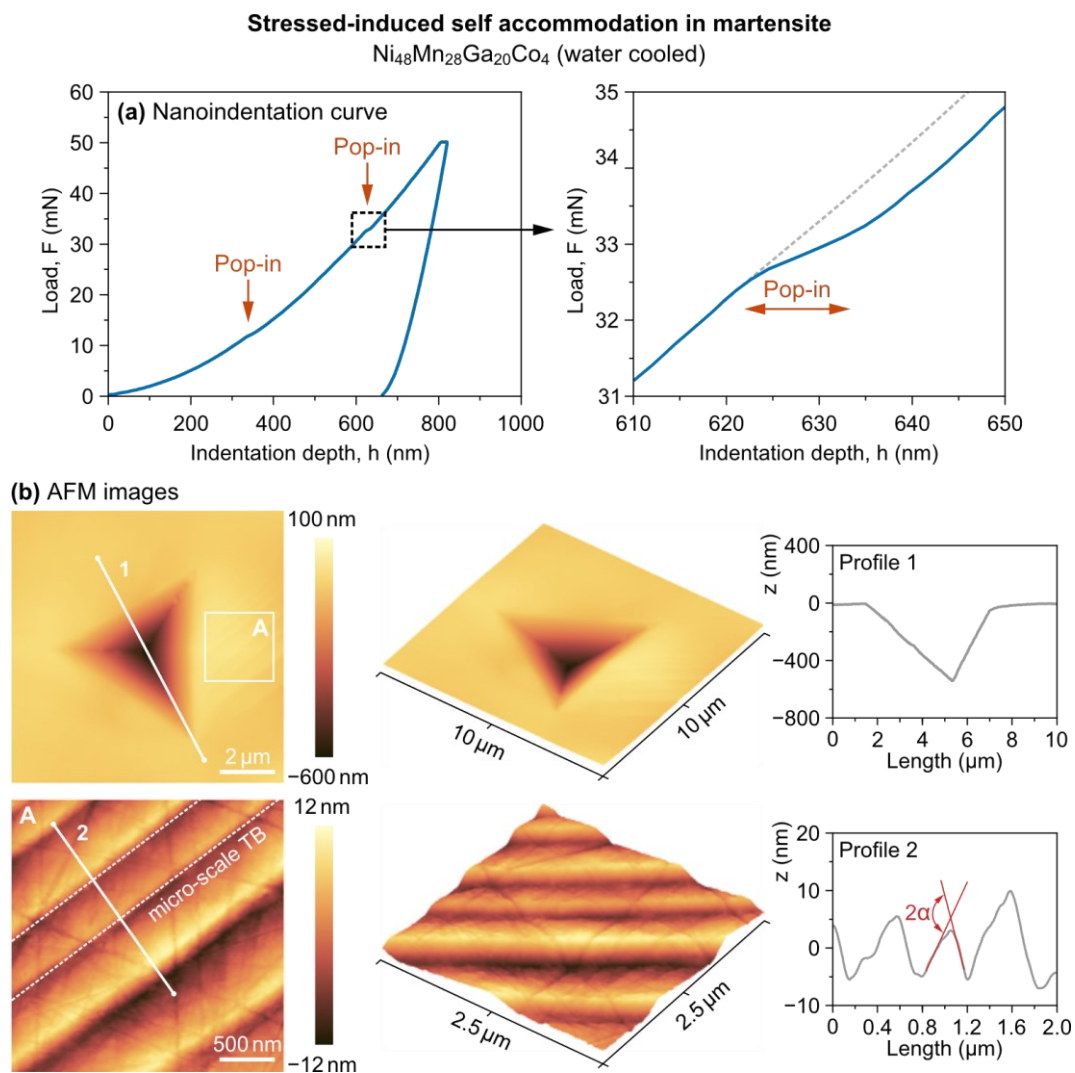 Stressed-induced self accommodation in martensite
Ni₄₈Mn₂₈Ga₂₀Co₄ (water cooled)
(a) Nanoindentation curve
Pop-in
Pop-in
Load, F (mN)
60
50
40
30
20
10
0
0 200 400 600 800 1000
Indentation depth, h (nm)
Load, F (mN)
35
34
33
32
31
Pop-in
610 620 630 640 650
Indentation depth, h (nm)
(b) AFM images
1
A
2 μm
100 nm
−600 nm
10 μm
10 μm
Profile 1
z (nm)
400
0
−400
−800
0 2 4 6 8 10
Length (μm)
A
2
micro-scale TB
500 nm
12 nm
−12 nm
2.5 μm
2.5 μm
Profile 2
z (nm)
20
10
0
−10
2α
0 0.4 0.8 1.2 1.6 2.0
Length (μm)